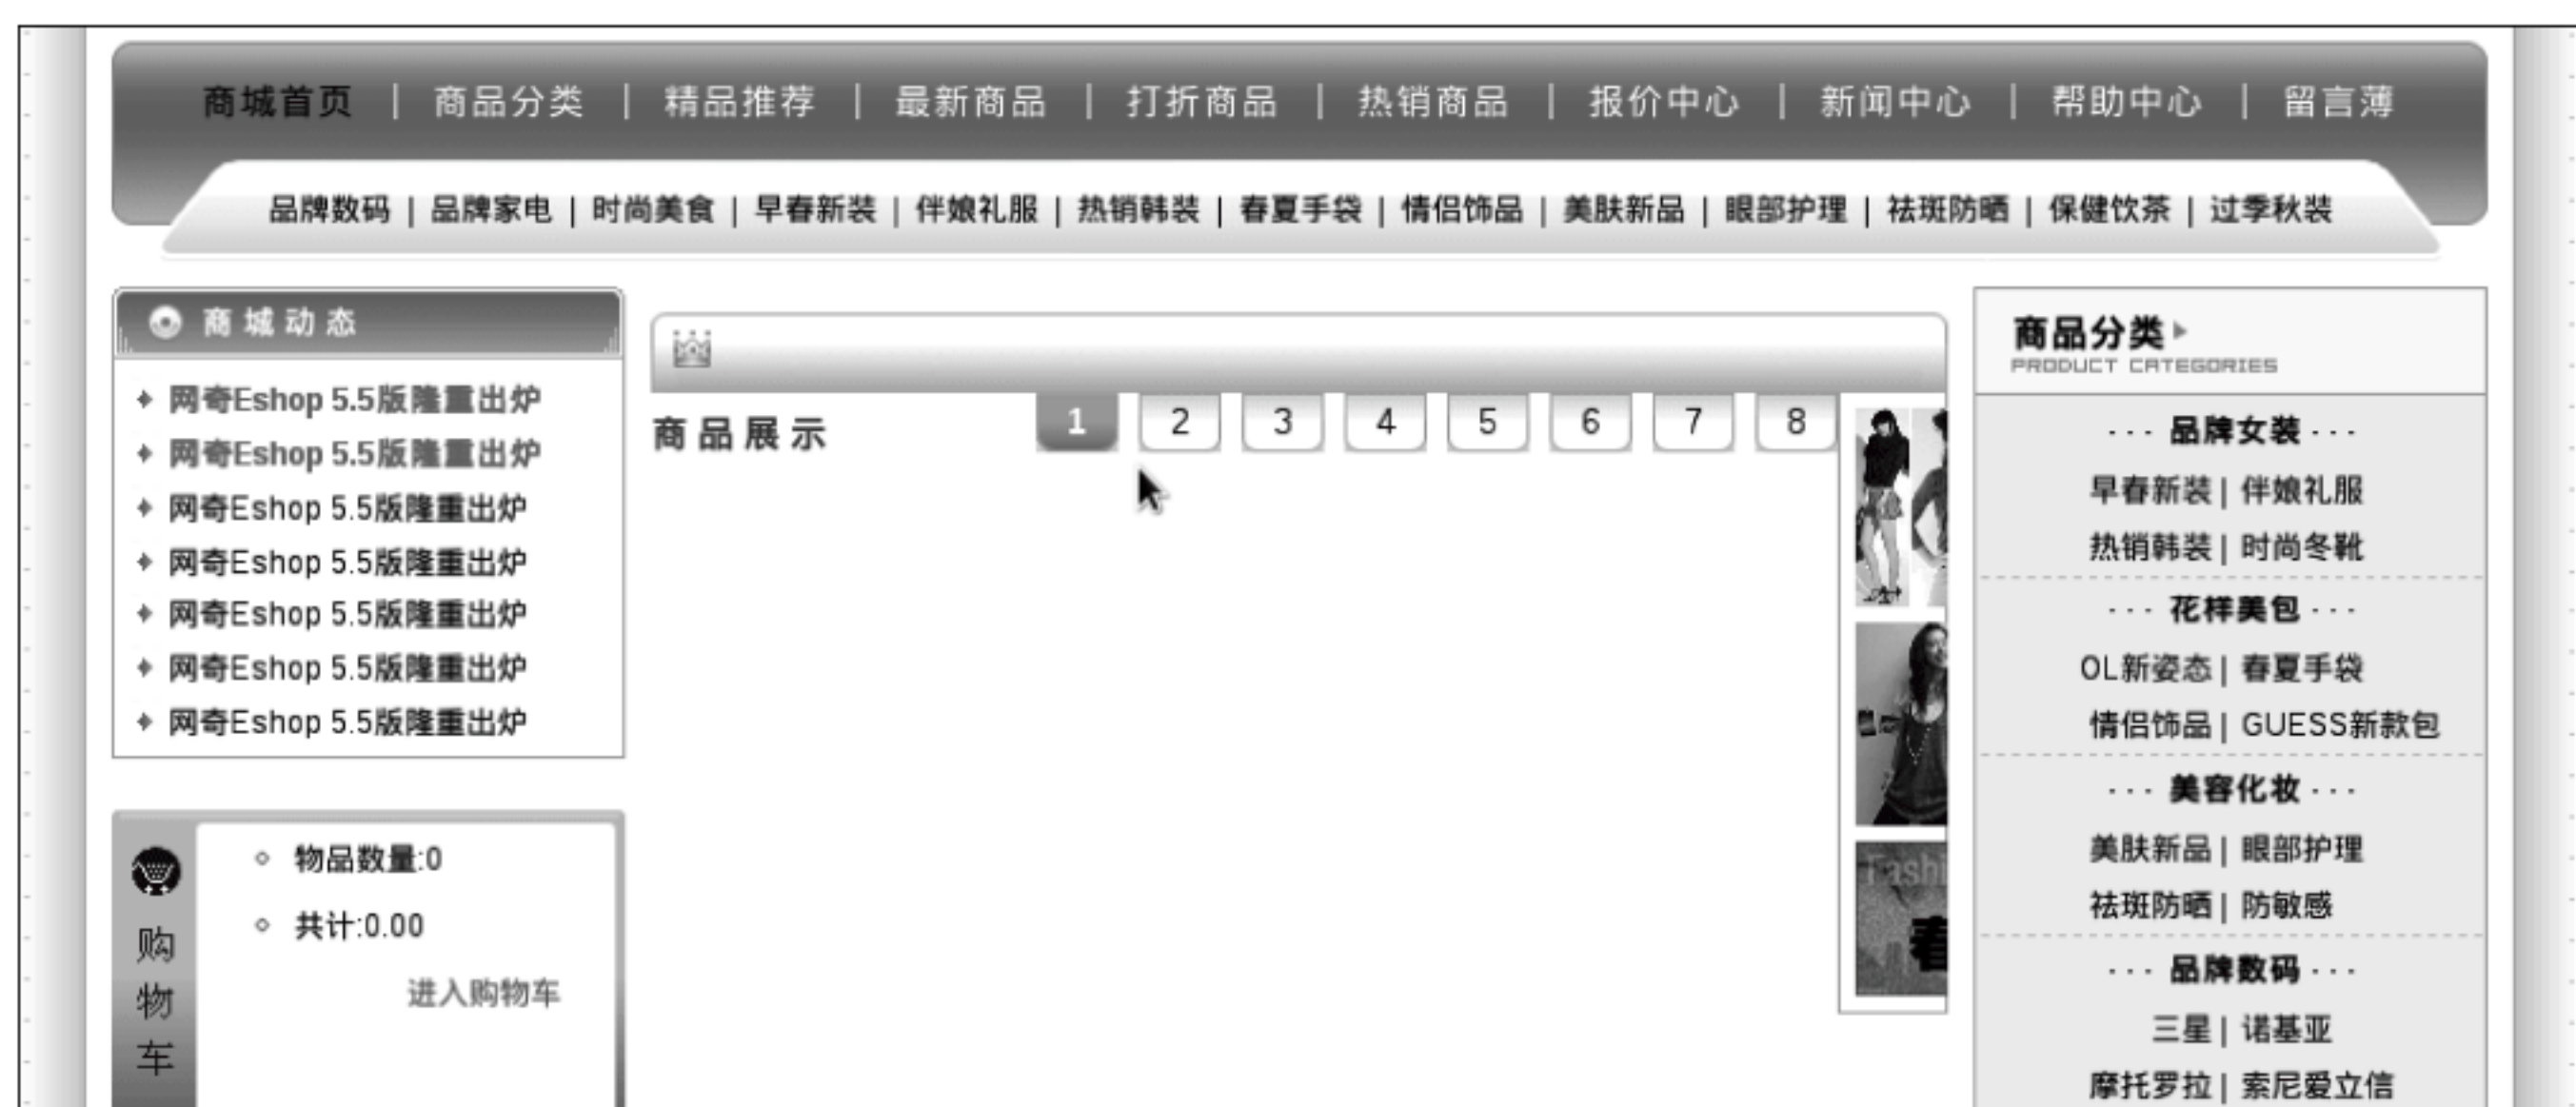 商城首页 | 商品分类 | 精品推荐 | 最新商品 | 打折商品 | 热销商品 | 报价中心 | 新闻中心 | 帮助中心 | 留言薄
品牌数码 | 品牌家电 | 时尚美食 | 早春新装 | 伴娘礼服 | 热销韩装 | 春夏手袋 | 情侣饰品 | 美肤新品 | 眼部护理 | 祛斑防晒 | 保健饮茶 | 过季秋装
商城动态
网奇Eshop 5.5版隆重出炉
网奇Eshop 5.5版隆重出炉
网奇Eshop 5.5版隆重出炉
网奇Eshop 5.5版隆重出炉
网奇Eshop 5.5版隆重出炉
网奇Eshop 5.5版隆重出炉
网奇Eshop 5.5版隆重出炉
购物车
物品数量:0
共计:0.00
进入购物车
商品展示
1 2 3 4 5 6 7 8
商品分类
PRODUCT CATEGORIES
--- 品牌女装 ---
早春新装 | 伴娘礼服
热销韩装 | 时尚冬靴
--- 花样美包 ---
OL新姿态 | 春夏手袋
情侣饰品 | GUESS新款包
--- 美容化妆 ---
美肤新品 | 眼部护理
祛斑防晒 | 防敏感
--- 品牌数码 ---
三星 | 诺基亚
摩托罗拉 | 索尼爱立信